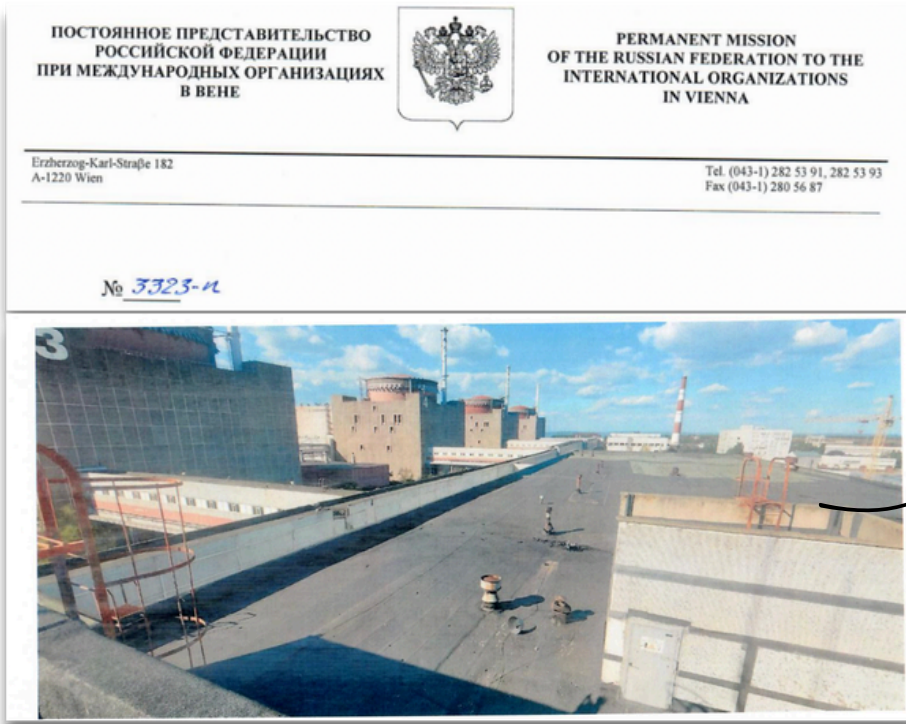 ПОСТОЯННОЕ ПРЕДСТАВИТЕЛЬСТВО
РОССИЙСКОЙ ФЕДЕРАЦИИ
ПРИ МЕЖДУНАРОДНЫХ ОРГАНИЗАЦИЯХ
В ВЕНЕ
PERMANENT MISSION
OF THE RUSSIAN FEDERATION TO THE
INTERNATIONAL ORGANIZATIONS
IN VIENNA
Erzherzog-Karl-Straße 182
A-1220 Wien
Tel. (043-1) 282 53 91, 282 53 93
Fax (043-1) 280 56 87
№ 3323-н
3